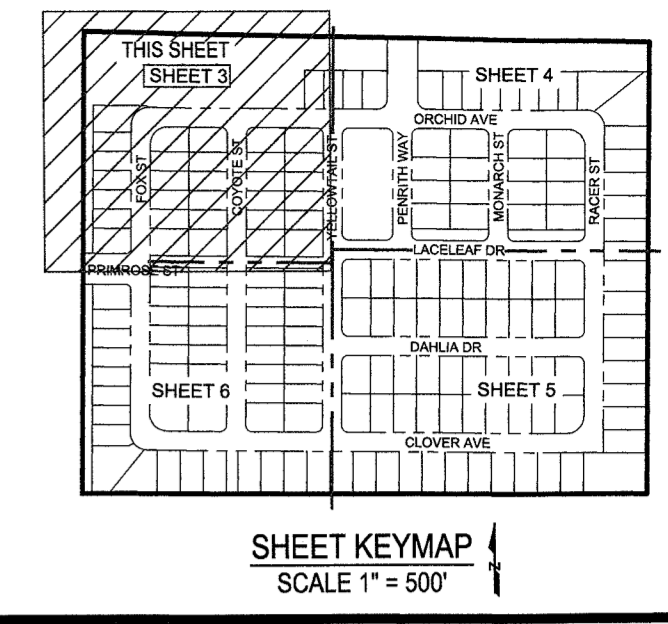 THIS SHEET
SHEET 3
SHEET 4
ORCHID AVE
FOX ST
COYOTE ST
YELLOWTAIL ST
PENRITH WAY
MONARCH ST
RACER ST
LACELEAF DR
PRIMROSE ST
DAHLIA DR
SHEET 6
SHEET 5
CLOVER AVE
SHEET KEYMAP
SCALE 1" = 500'
N